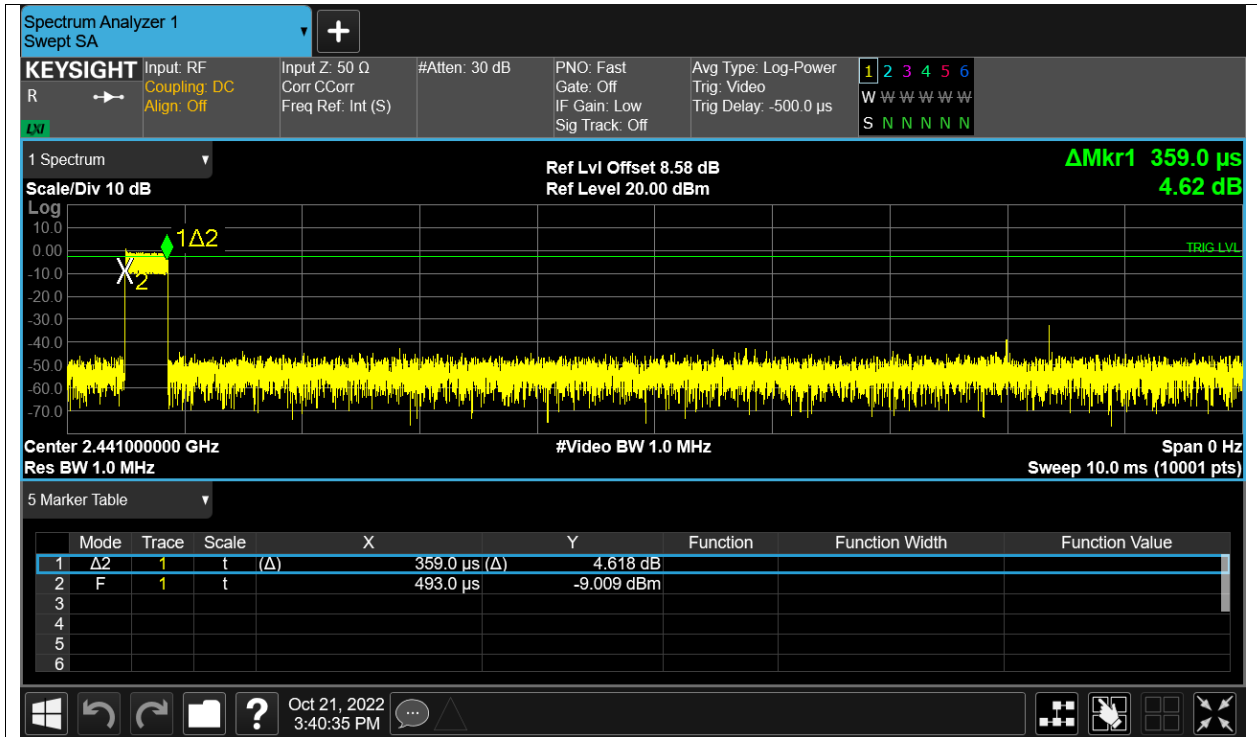 Spectrum Analyzer 1
Swept SA
KEYSIGHT
R
LXI
Input: RF
Coupling: DC
Align: Off
Input Z: 50 Ω
Corr CCorr
Freq Ref: Int (S)
#Atten: 30 dB
PNO: Fast
Gate: Off
IF Gain: Low
Sig Track: Off
Avg Type: Log-Power
Trig: Video
Trig Delay: -500.0 µs
1 2 3 4 5 6
W W W W W W
S N N N N N
1 Spectrum
Scale/Div 10 dB
Ref Lvl Offset 8.58 dB
Ref Level 20.00 dBm
ΔMkr1 359.0 µs
4.62 dB
Log
10.0
0.00
-10.0
-20.0
-30.0
-40.0
-50.0
-60.0
-70.0
1Δ2
X2
TRIG LVL
Center 2.441000000 GHz
Res BW 1.0 MHz
#Video BW 1.0 MHz
Span 0 Hz
Sweep 10.0 ms (10001 pts)
5 Marker Table
Mode Trace Scale X Y Function Function Width Function Value
1 Δ2 1 t (Δ) 359.0 µs (Δ) 4.618 dB
2 F 1 t 493.0 µs -9.009 dBm
3
4
5
6
?
Oct 21, 2022
3:40:35 PM